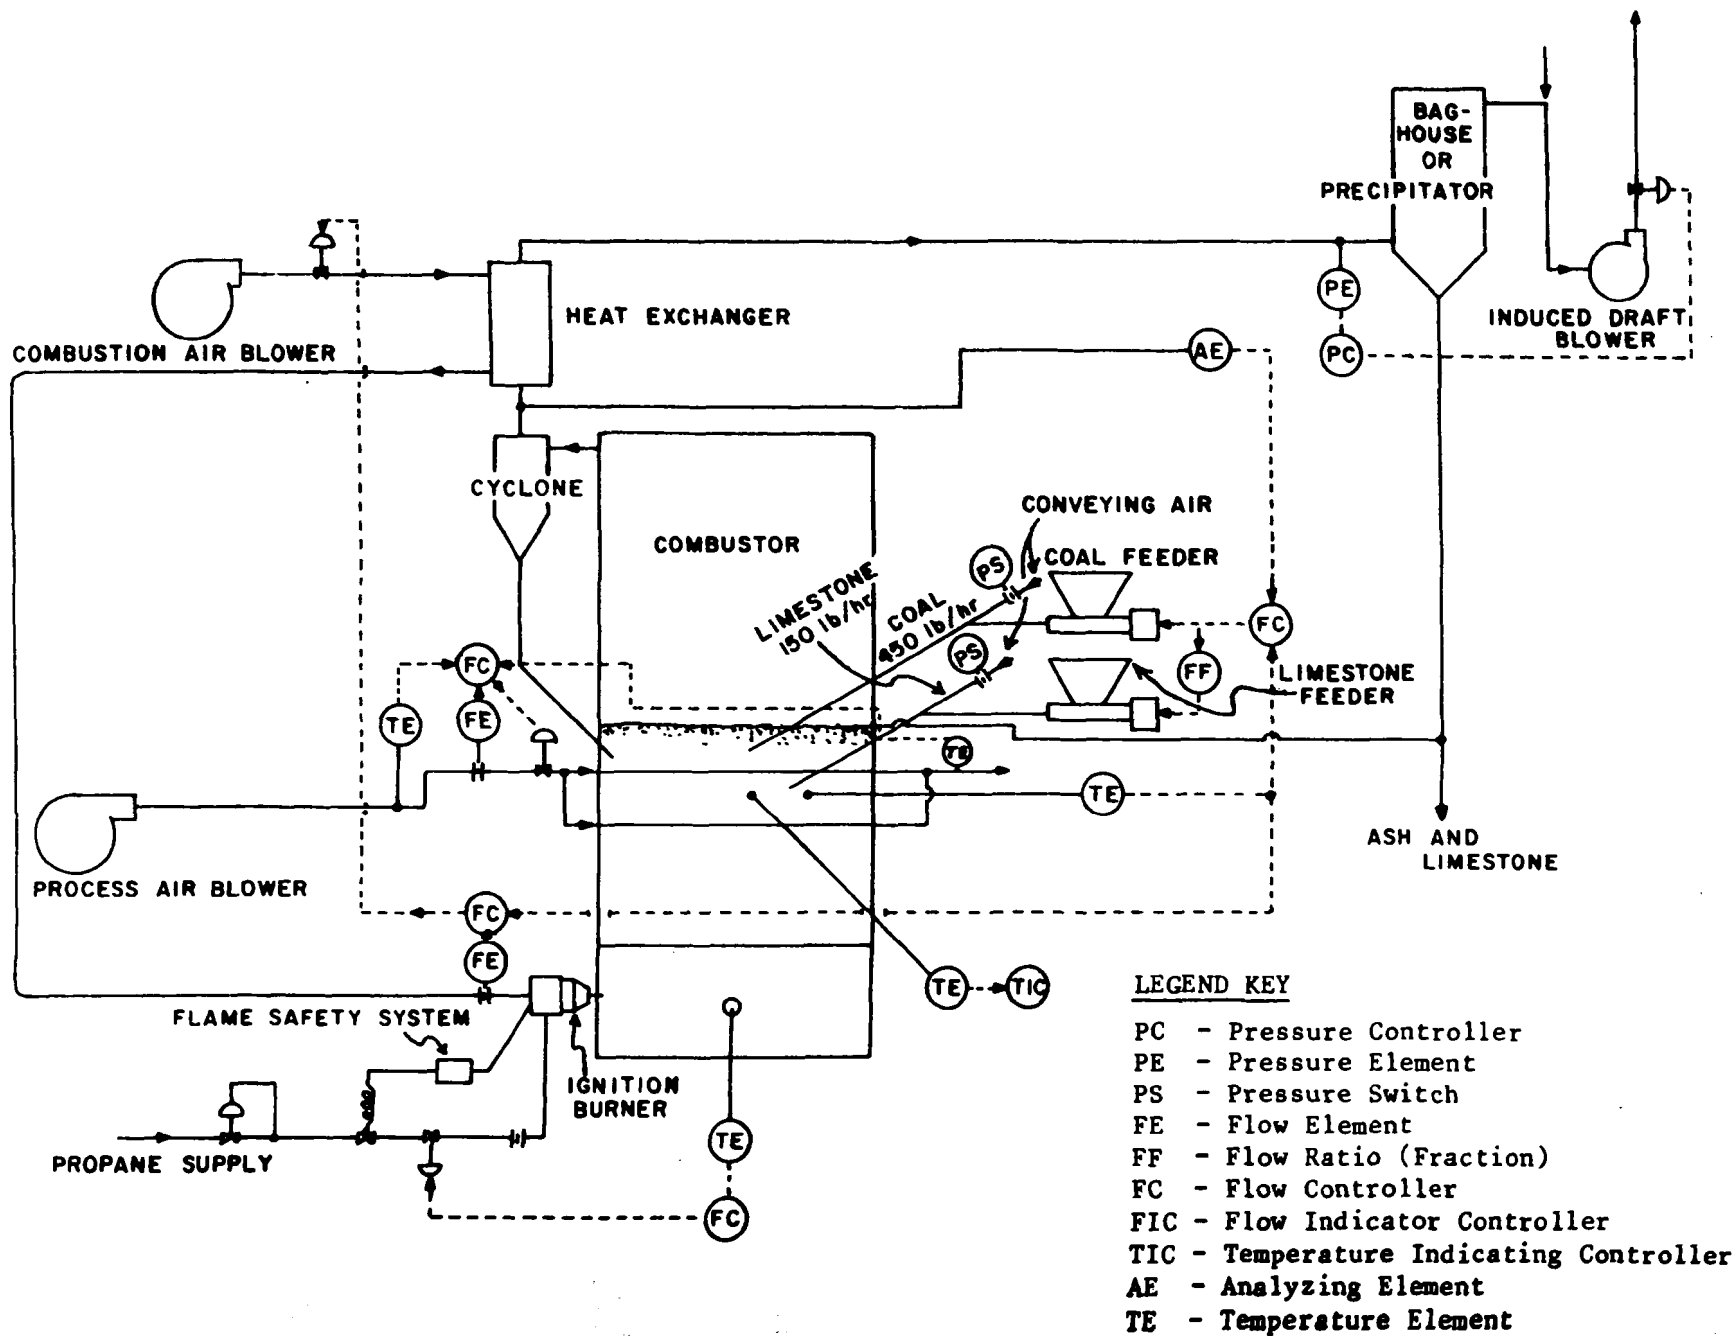 BAG-
HOUSE
OR
PRECIPITATOR
HEAT EXCHANGER
PE
INDUCED DRAFT
BLOWER
COMBUSTION AIR BLOWER
AE
PC
CYCLONE
CONVEYING AIR
COMBUSTOR
PS
COAL FEEDER
LIMESTONE
150 lb/hr
COAL
450 lb/hr
FC
FC
PS
FF
LIMESTONE
FEEDER
TE
FE
TE
TE
ASH AND
LIMESTONE
PROCESS AIR BLOWER
FC
FE
TE
TIC
FLAME SAFETY SYSTEM
IGNITION
BURNER
TE
PROPANE SUPPLY
FC
LEGEND KEY
PC - Pressure Controller
PE - Pressure Element
PS - Pressure Switch
FE - Flow Element
FF - Flow Ratio (Fraction)
FC - Flow Controller
FIC - Flow Indicator Controller
TIC - Temperature Indicating Controller
AE - Analyzing Element
TE - Temperature Element